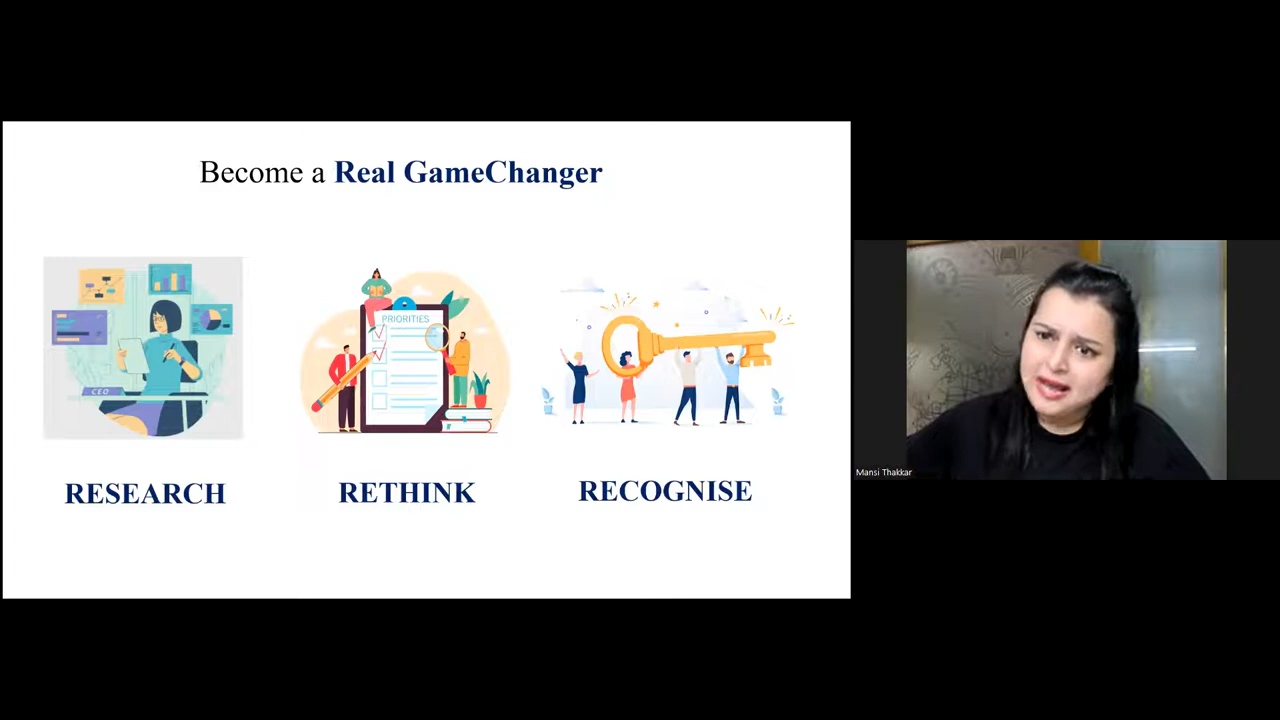 Become a Real GameChanger
CEO
PRIORITIES
RESEARCH
RETHINK
RECOGNISE
Mansi Thakkar